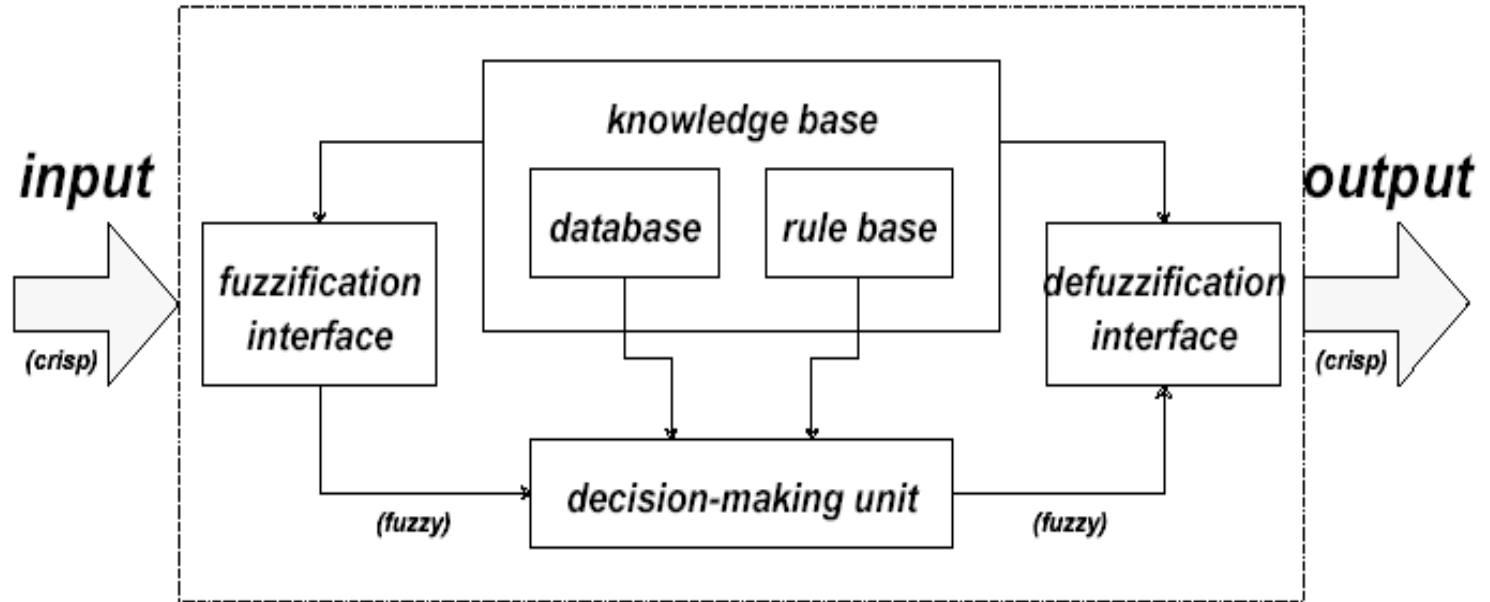 knowledge base
input
output
database
rule base
fuzzification
interface
defuzzification
interface
(crisp)
(crisp)
decision-making unit
(fuzzy)
(fuzzy)